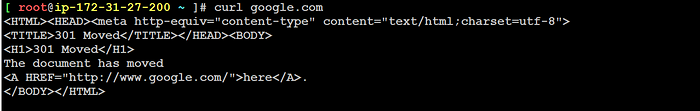 [ root@ip-172-31-27-200 ~ ]# curl google.com
<HTML><HEAD><meta http-equiv="content-type" content="text/html;charset=utf-8">
<TITLE>301 Moved</TITLE></HEAD><BODY>
<H1>301 Moved</H1>
The document has moved
<A HREF="http://www.google.com/">here</A>.
</BODY></HTML>